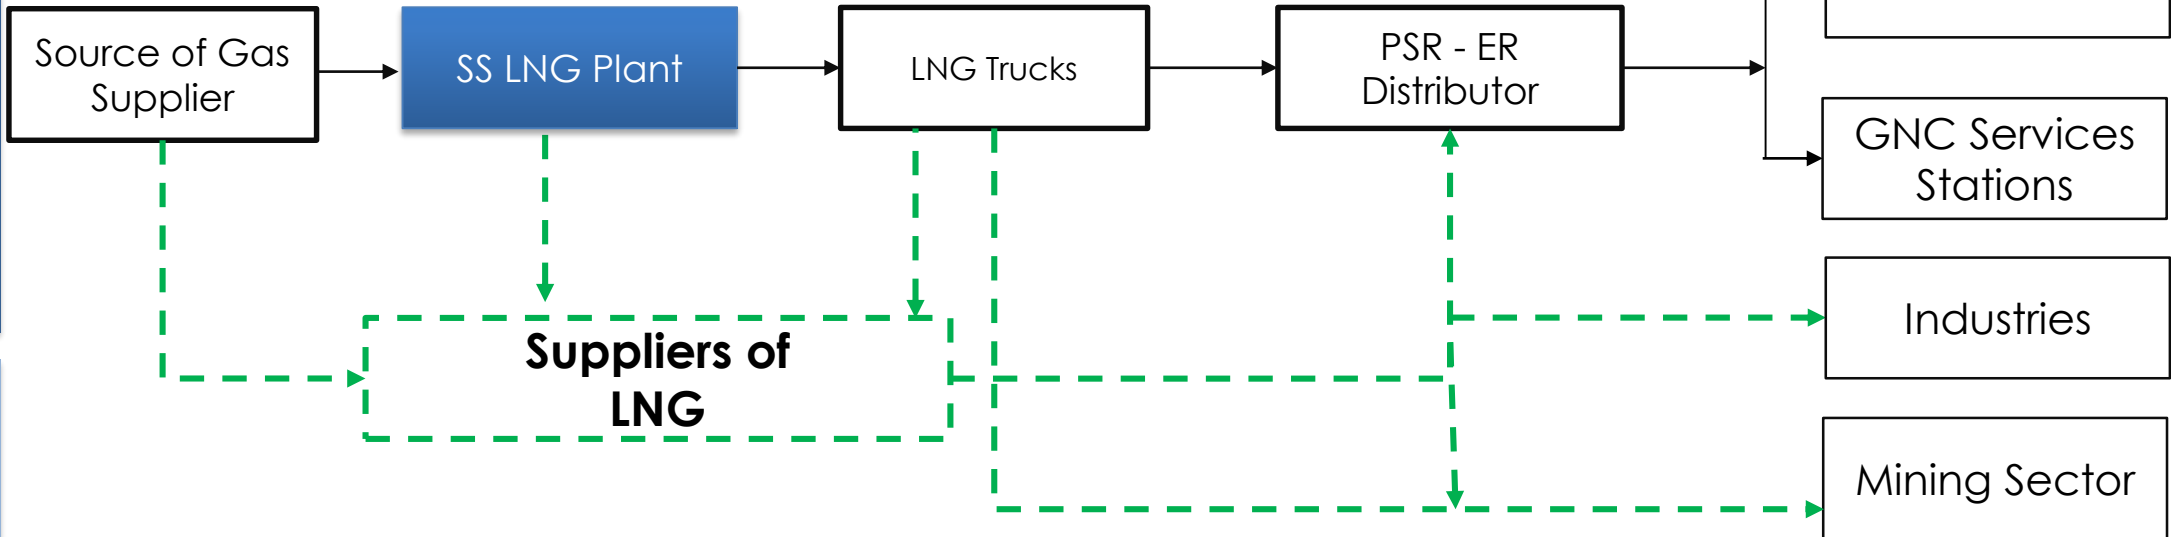 Source of Gas
Supplier
SS LNG Plant
LNG Trucks
PSR - ER
Distributor
GNC Services
Stations
Industries
Suppliers of
LNG
Mining Sector